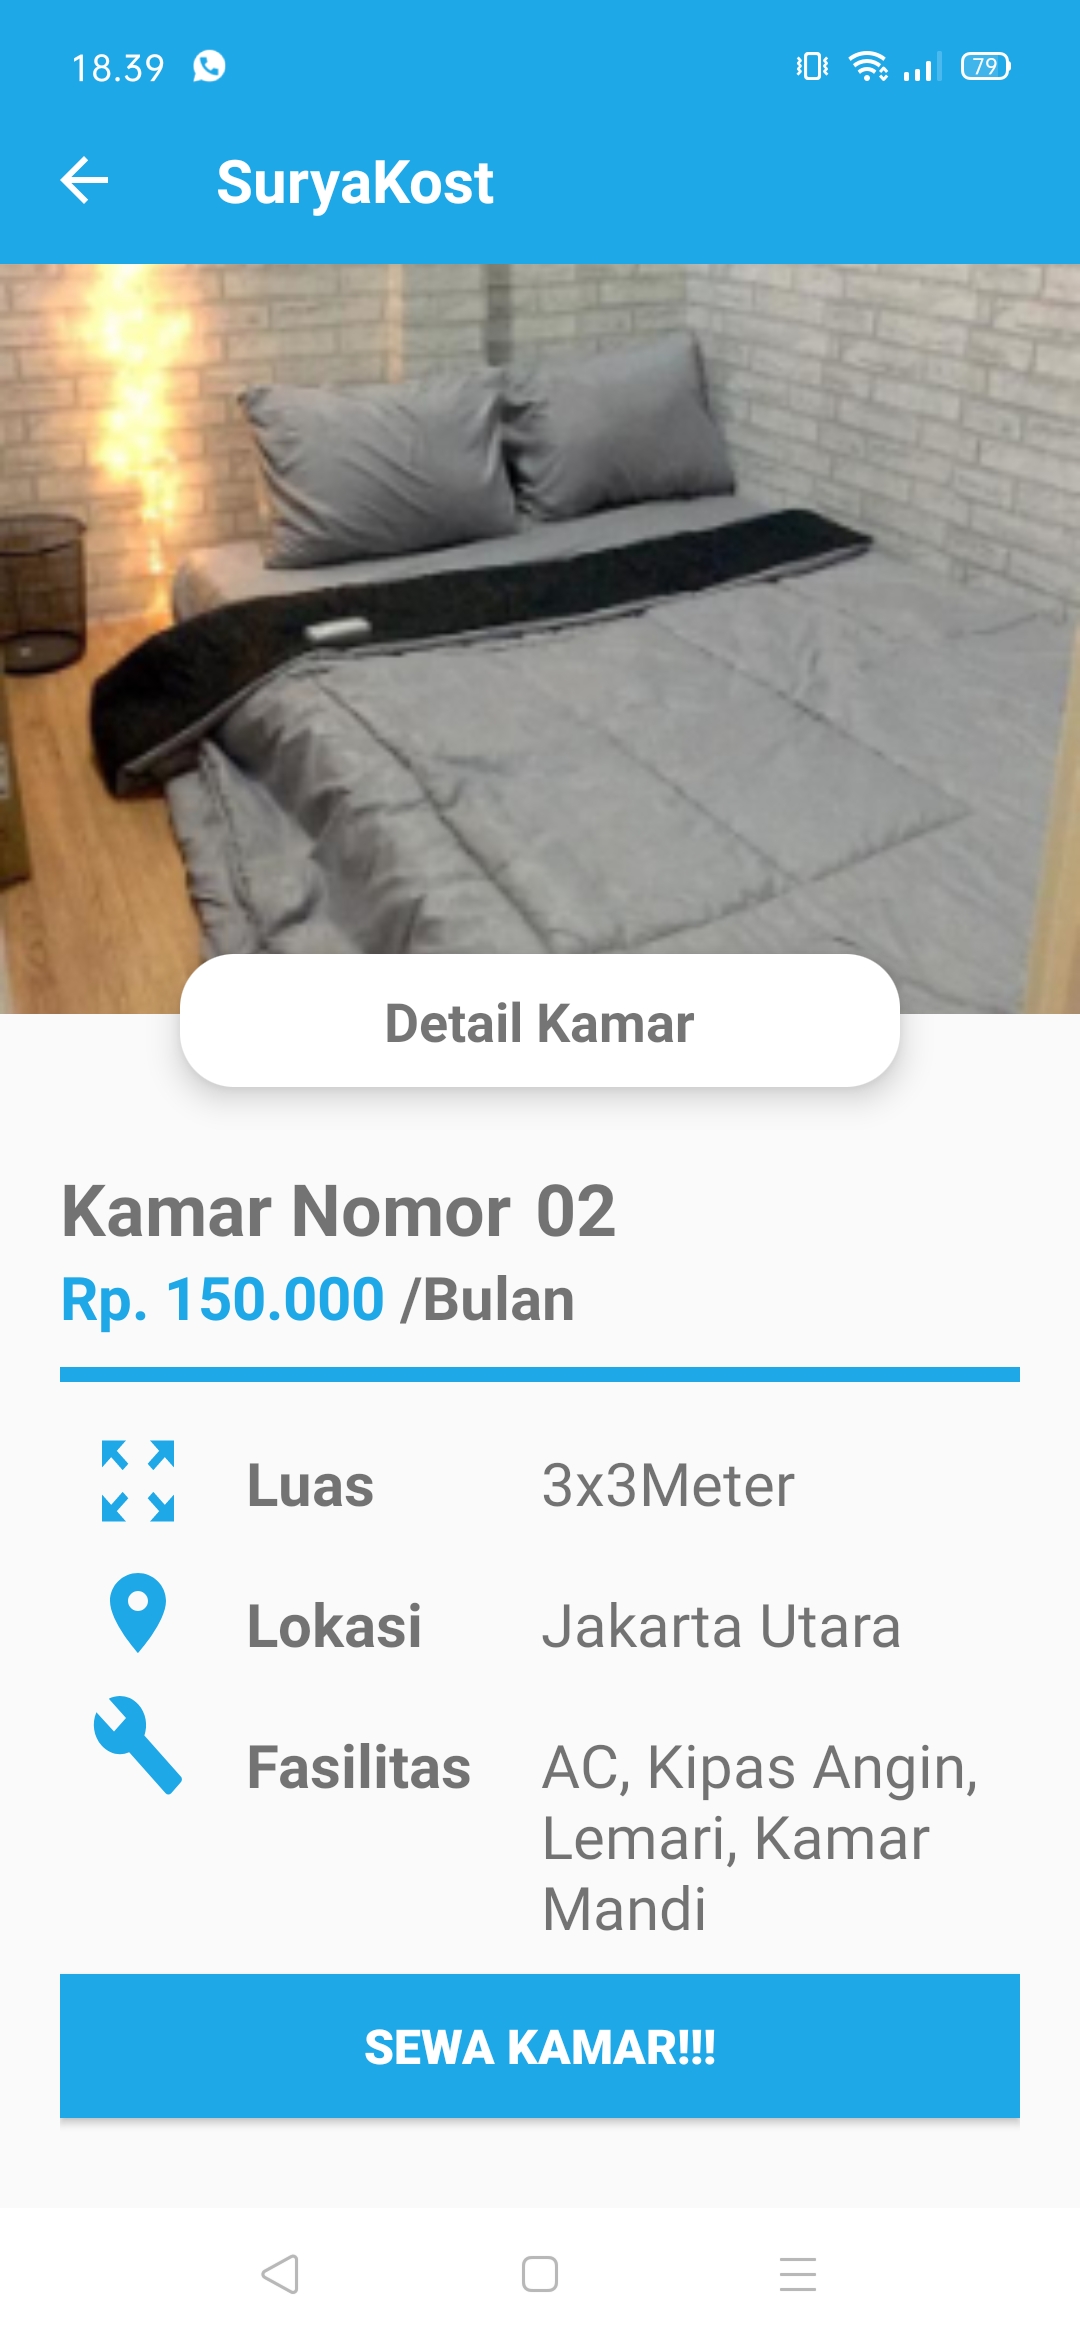 18.39
79
SuryaKost
Detail Kamar
Kamar Nomor 02
Rp. 150.000 /Bulan
Luas 3x3Meter
Lokasi Jakarta Utara
Fasilitas AC, Kipas Angin,
Lemari, Kamar
Mandi
SEWA KAMAR!!!